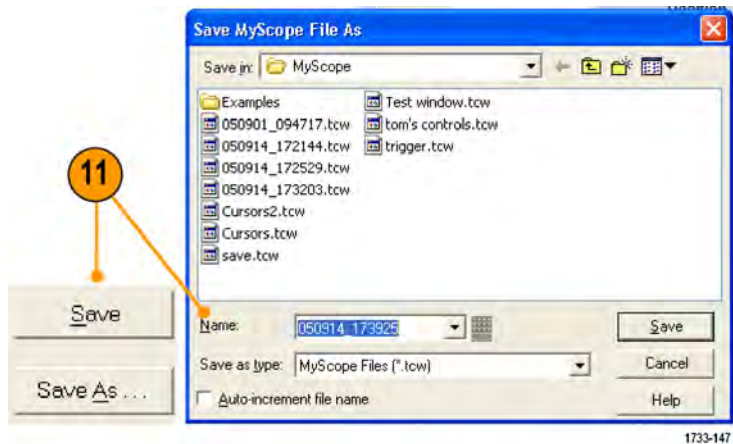 Save MyScope File As
Save in: MyScope
Examples
050901_094717.tcw
050914_172144.tcw
050914_172529.tcw
050914_173203.tcw
Cursors2.tcw
Cursors.tcw
save.tcw
Test window.tcw
tom's controls.tcw
trigger.tcw
11
Save
Save As ...
Name: 050914_173925
Save
Save as type: MyScope Files (*.tcw)
Cancel
Auto-increment file name
Help
1733-147